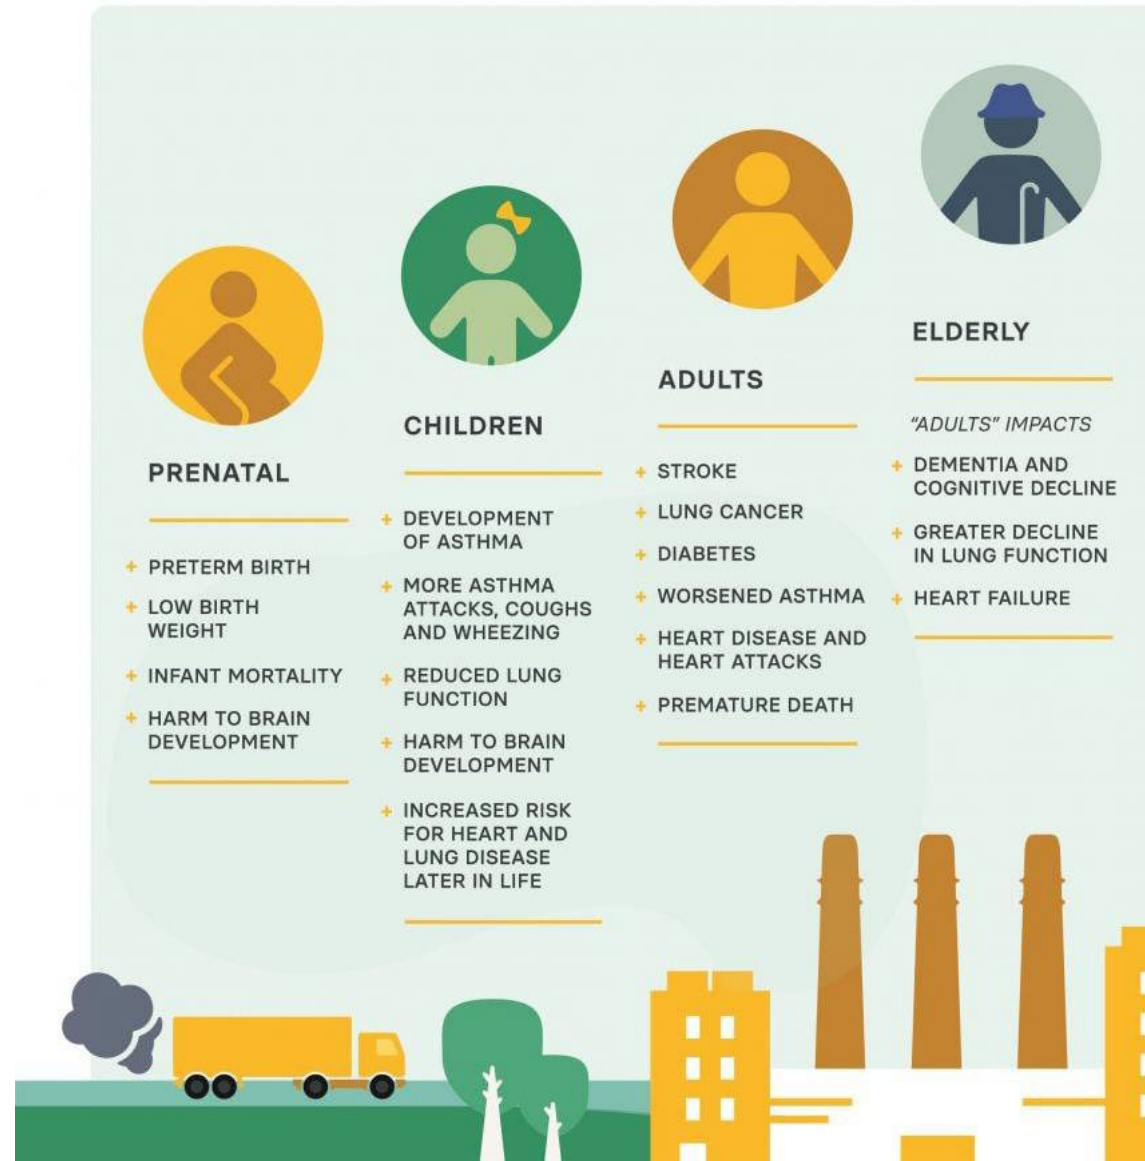 PRENATAL
+ PRETERM BIRTH
+ LOW BIRTH
WEIGHT
+ INFANT MORTALITY
+ HARM TO BRAIN
DEVELOPMENT
CHILDREN
+ DEVELOPMENT
OF ASTHMA
+ MORE ASTHMA
ATTACKS, COUGHS
AND WHEEZING
+ REDUCED LUNG
FUNCTION
+ HARM TO BRAIN
DEVELOPMENT
+ INCREASED RISK
FOR HEART AND
LUNG DISEASE
LATER IN LIFE
ADULTS
+ STROKE
+ LUNG CANCER
+ DIABETES
+ WORSENED ASTHMA
+ HEART DISEASE AND
HEART ATTACKS
+ PREMATURE DEATH
ELDERLY
“ADULTS” IMPACTS
+ DEMENTIA AND
COGNITIVE DECLINE
+ GREATER DECLINE
IN LUNG FUNCTION
+ HEART FAILURE